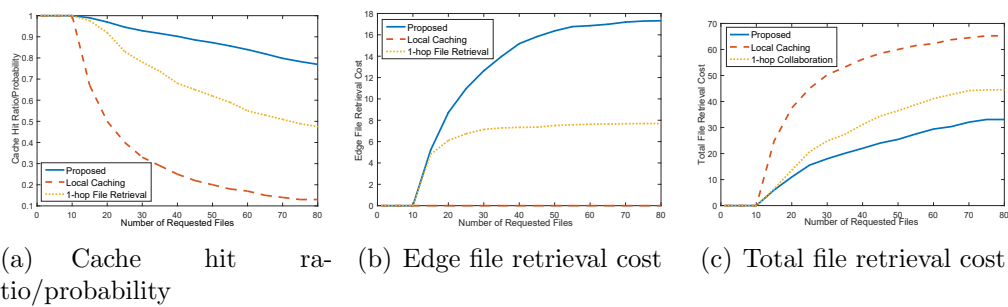 Cache Hit Ratio/Probability
1
0.9
0.8
0.7
0.6
0.5
0.4
0.3
0.2
0.1
Proposed
Local Caching
1-hop File Retrieval
0 10 20 30 40 50 60 70 80
Number of Requested Files
Edge File Retrieval Cost
18
16
14
12
10
8
6
4
2
0
Proposed
Local Caching
1-hop File Retrieval
0 10 20 30 40 50 60 70 80
Number of Requested Files
Total File Retrieval Cost
70
60
50
40
30
20
10
0
Proposed
Local Caching
1-hop Collaboration
0 10 20 30 40 50 60 70 80
Number of Requested Files
(a) Cache hit ra-
tio/probability
(b) Edge file retrieval cost
(c) Total file retrieval cost